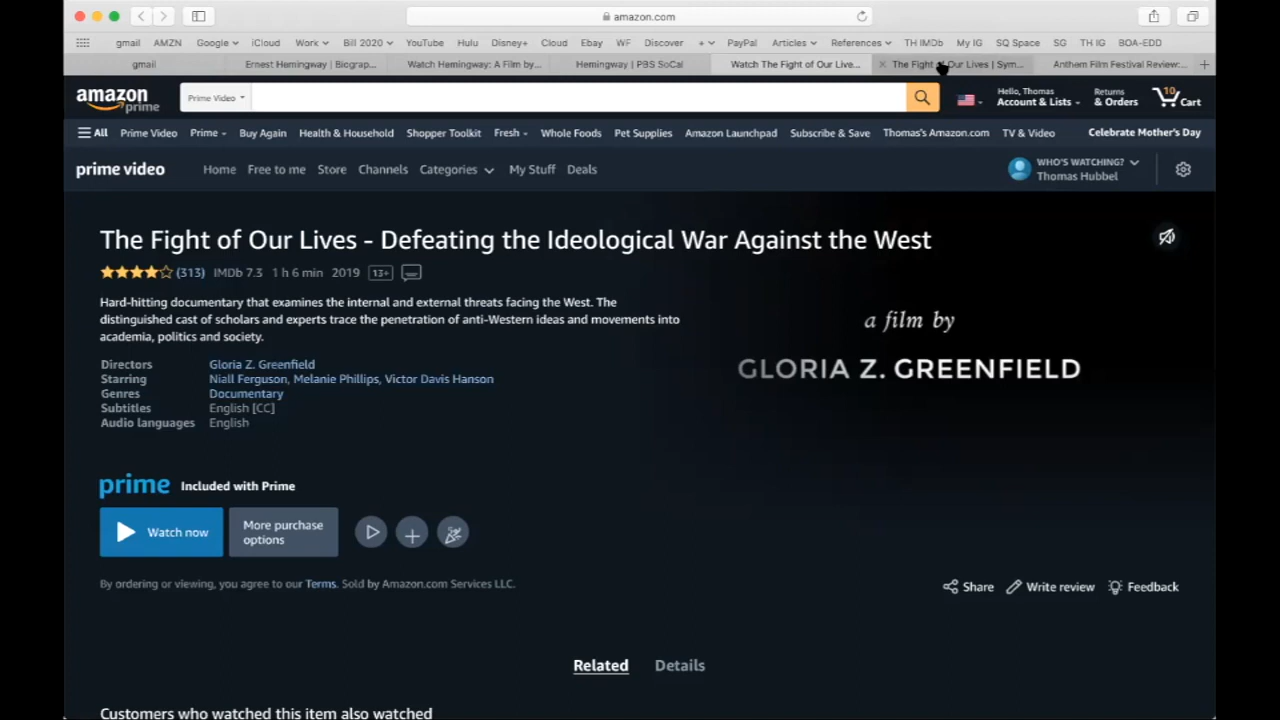 amazon.com
gmail AMZN Google iCloud Work Bill 2020 YouTube Hulu Disney+ Cloud Ebay WF Discover + PayPal Articles References TH IMDb My IG SQ Space SG TH IG BOA-EDD
gmail Ernest Hemingway | Biograp... Watch Hemingway: A Film by... Hemingway | PBS SoCal Watch The Fight of Our Lives... The Fight of Our Lives | Sym... Anthem Film Festival Review:...
amazon prime Prime Video Hello, Thomas Account & Lists Returns & Orders 10 Cart
All Prime Video Prime Buy Again Health & Household Shopper Toolkit Fresh Whole Foods Pet Supplies Amazon Launchpad Subscribe & Save Thomas's Amazon.com TV & Video Celebrate Mother's Day
prime video Home Free to me Store Channels Categories My Stuff Deals WHO'S WATCHING? Thomas Hubbel
The Fight of Our Lives - Defeating the Ideological War Against the West
(313) IMDb 7.3 1 h 6 min 2019 13+
Hard-hitting documentary that examines the internal and external threats facing the West. The
distinguished cast of scholars and experts trace the penetration of anti-Western ideas and movements into
academia, politics and society.
a film by
GLORIA Z. GREENFIELD
Directors Gloria Z. Greenfield
Starring Niall Ferguson, Melanie Phillips, Victor Davis Hanson
Genres Documentary
Subtitles English [CC]
Audio languages English
prime Included with Prime
Watch now More purchase options
By ordering or viewing, you agree to our Terms. Sold by Amazon.com Services LLC.
Share Write review Feedback
Related Details
Customers who watched this item also watched